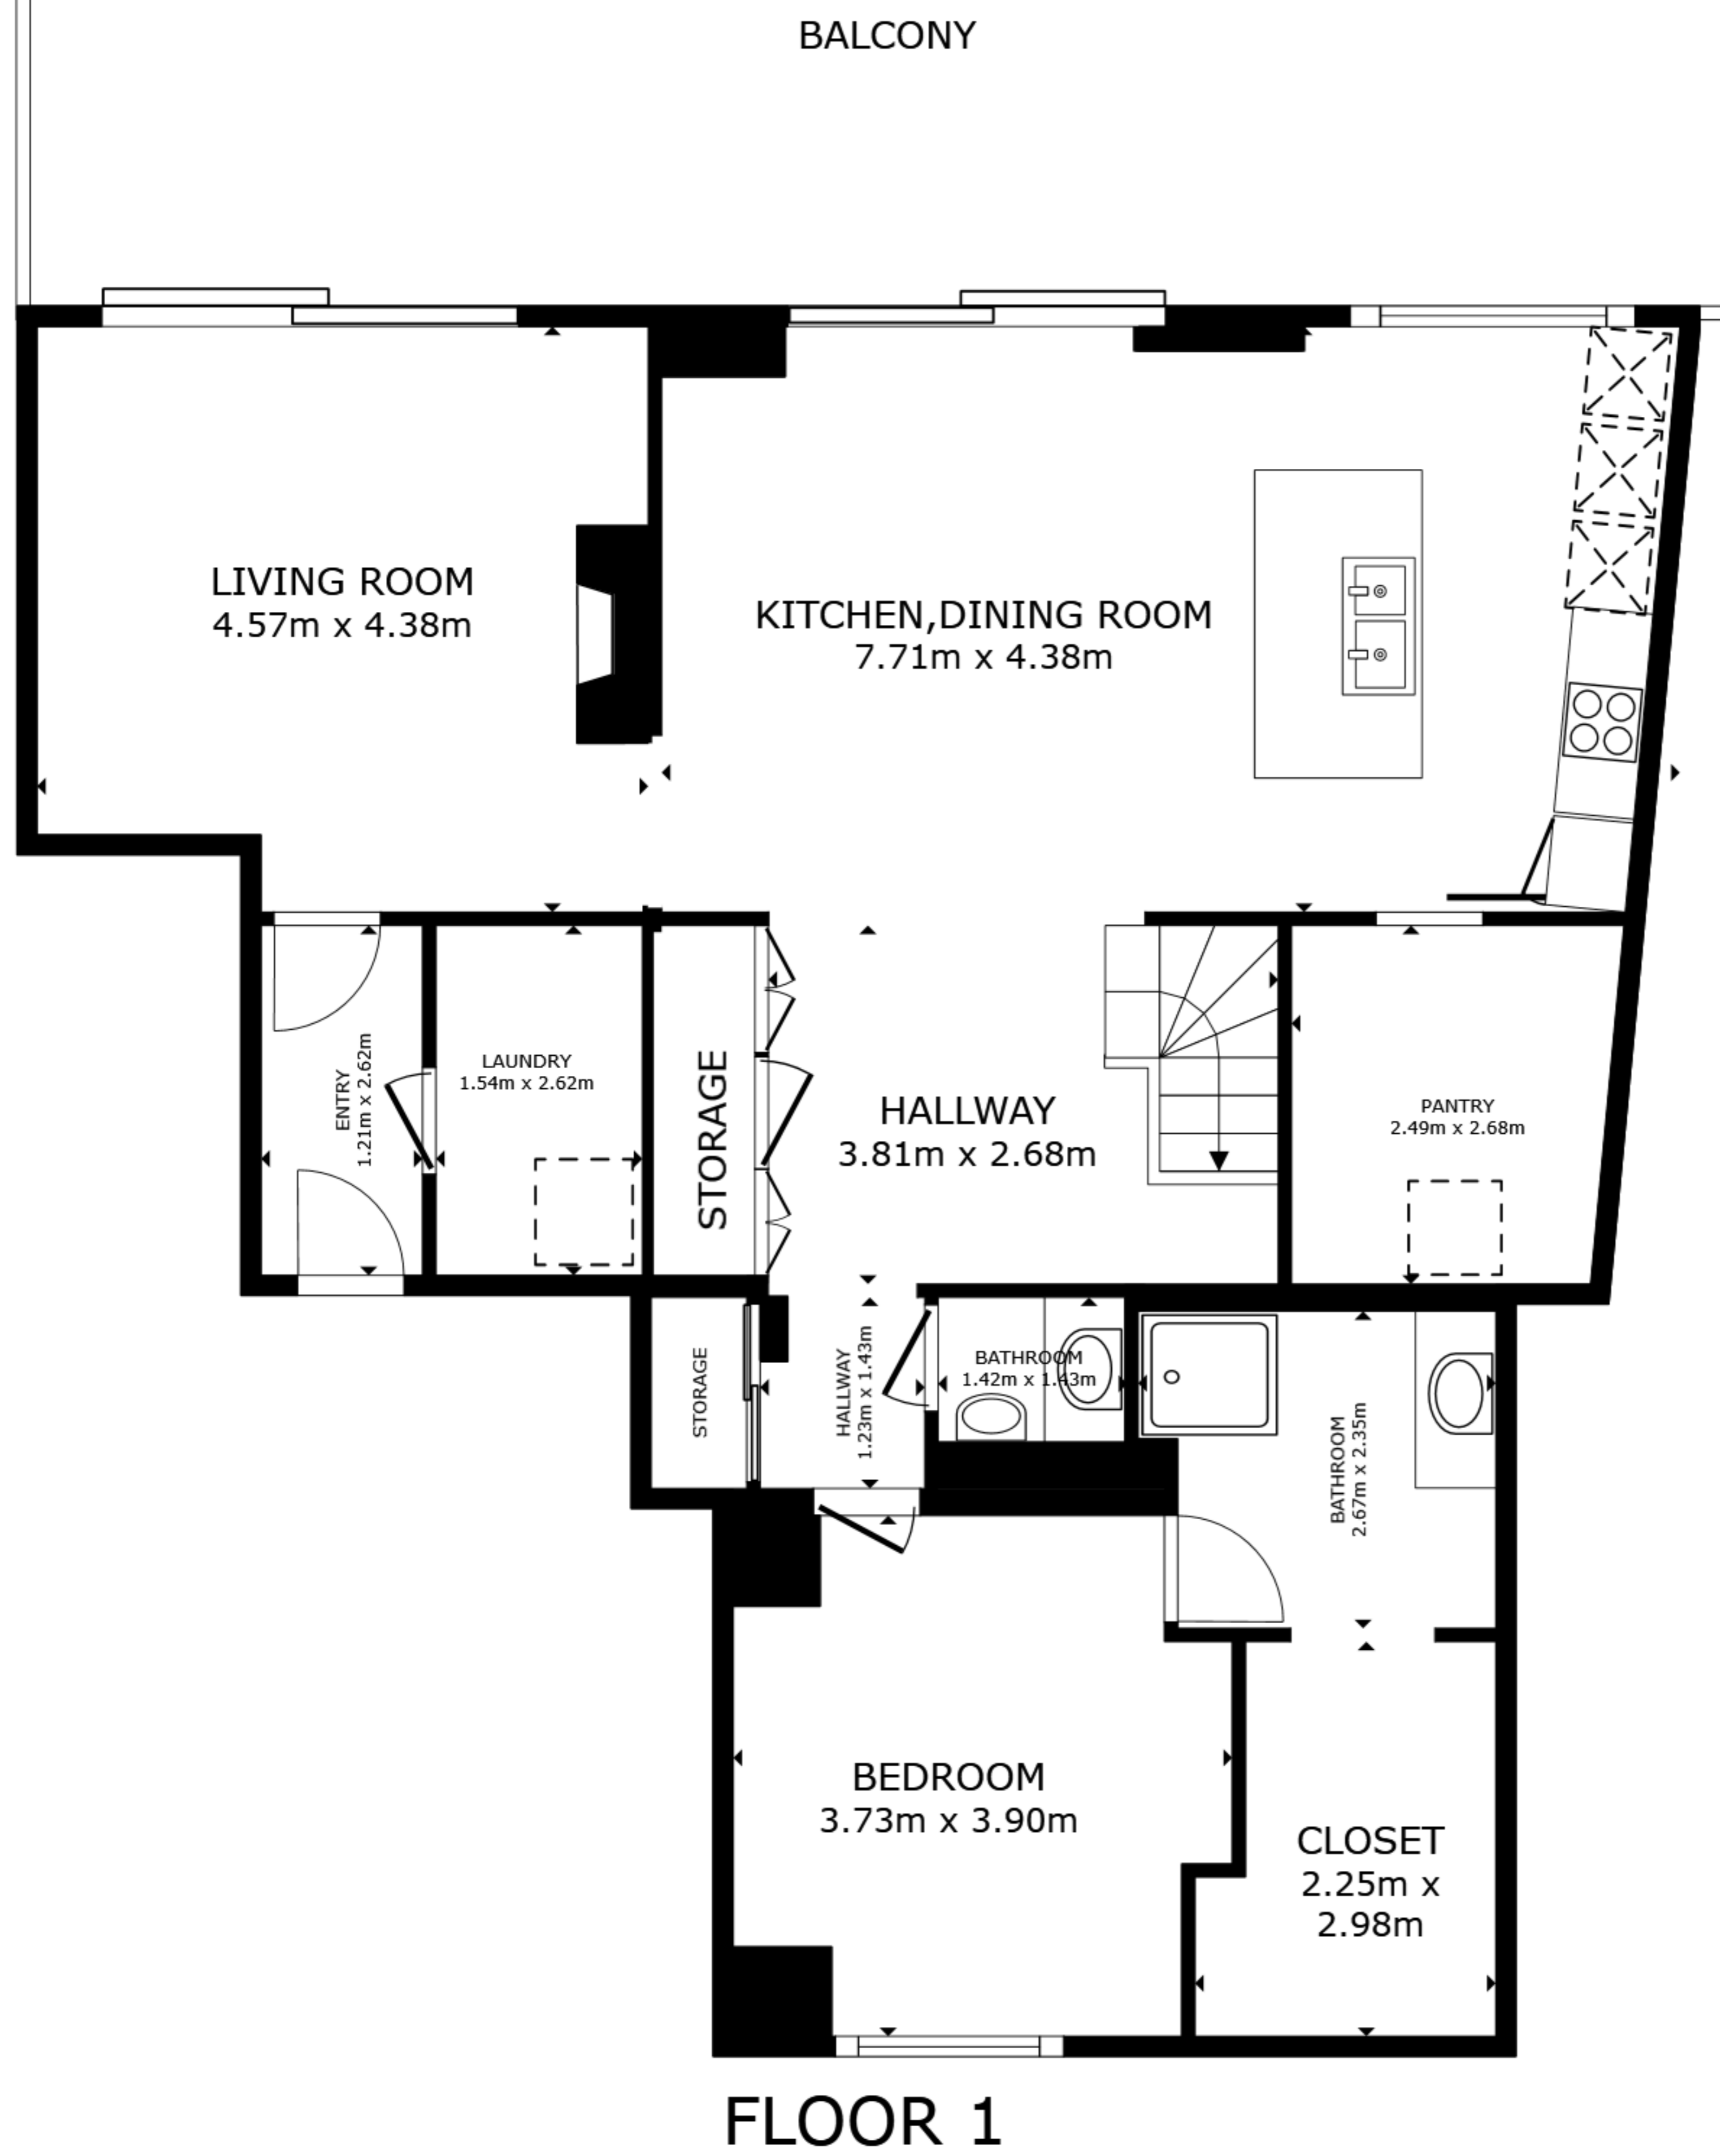 BALCONY
LIVING ROOM
4.57m x 4.38m
KITCHEN,DINING ROOM
7.71m x 4.38m
ENTRY
1.21m x 2.62m
LAUNDRY
1.54m x 2.62m
STORAGE
HALLWAY
3.81m x 2.68m
PANTRY
2.49m x 2.68m
STORAGE
HALLWAY
1.23m x 1.43m
BATHROOM
1.42m x 1.43m
BATHROOM
2.67m x 2.35m
BEDROOM
3.73m x 3.90m
CLOSET
2.25m x
2.98m
FLOOR 1